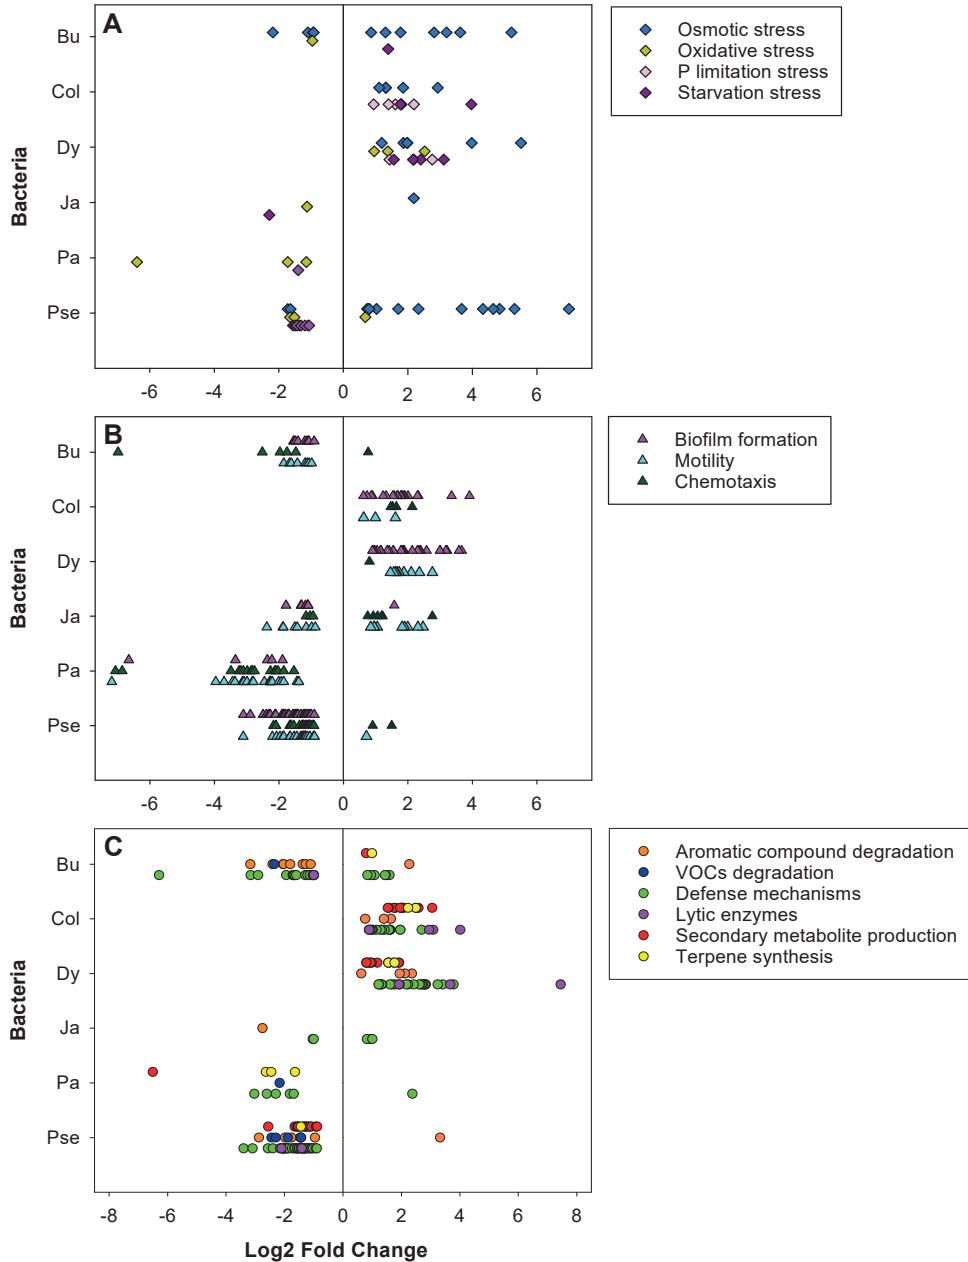 A
Bu
Col
Dy
Ja
Pa
Pse
Bacteria
-6 -4 -2 0 2 4 6
Osmotic stress
Oxidative stress
P limitation stress
Starvation stress
B
Bu
Col
Dy
Ja
Pa
Pse
Bacteria
-6 -4 -2 0 2 4 6
Biofilm formation
Motility
Chemotaxis
C
Bu
Col
Dy
Ja
Pa
Pse
Bacteria
-8 -6 -4 -2 0 2 4 6 8
Log2 Fold Change
Aromatic compound degradation
VOCs degradation
Defense mechanisms
Lytic enzymes
Secondary metabolite production
Terpene synthesis